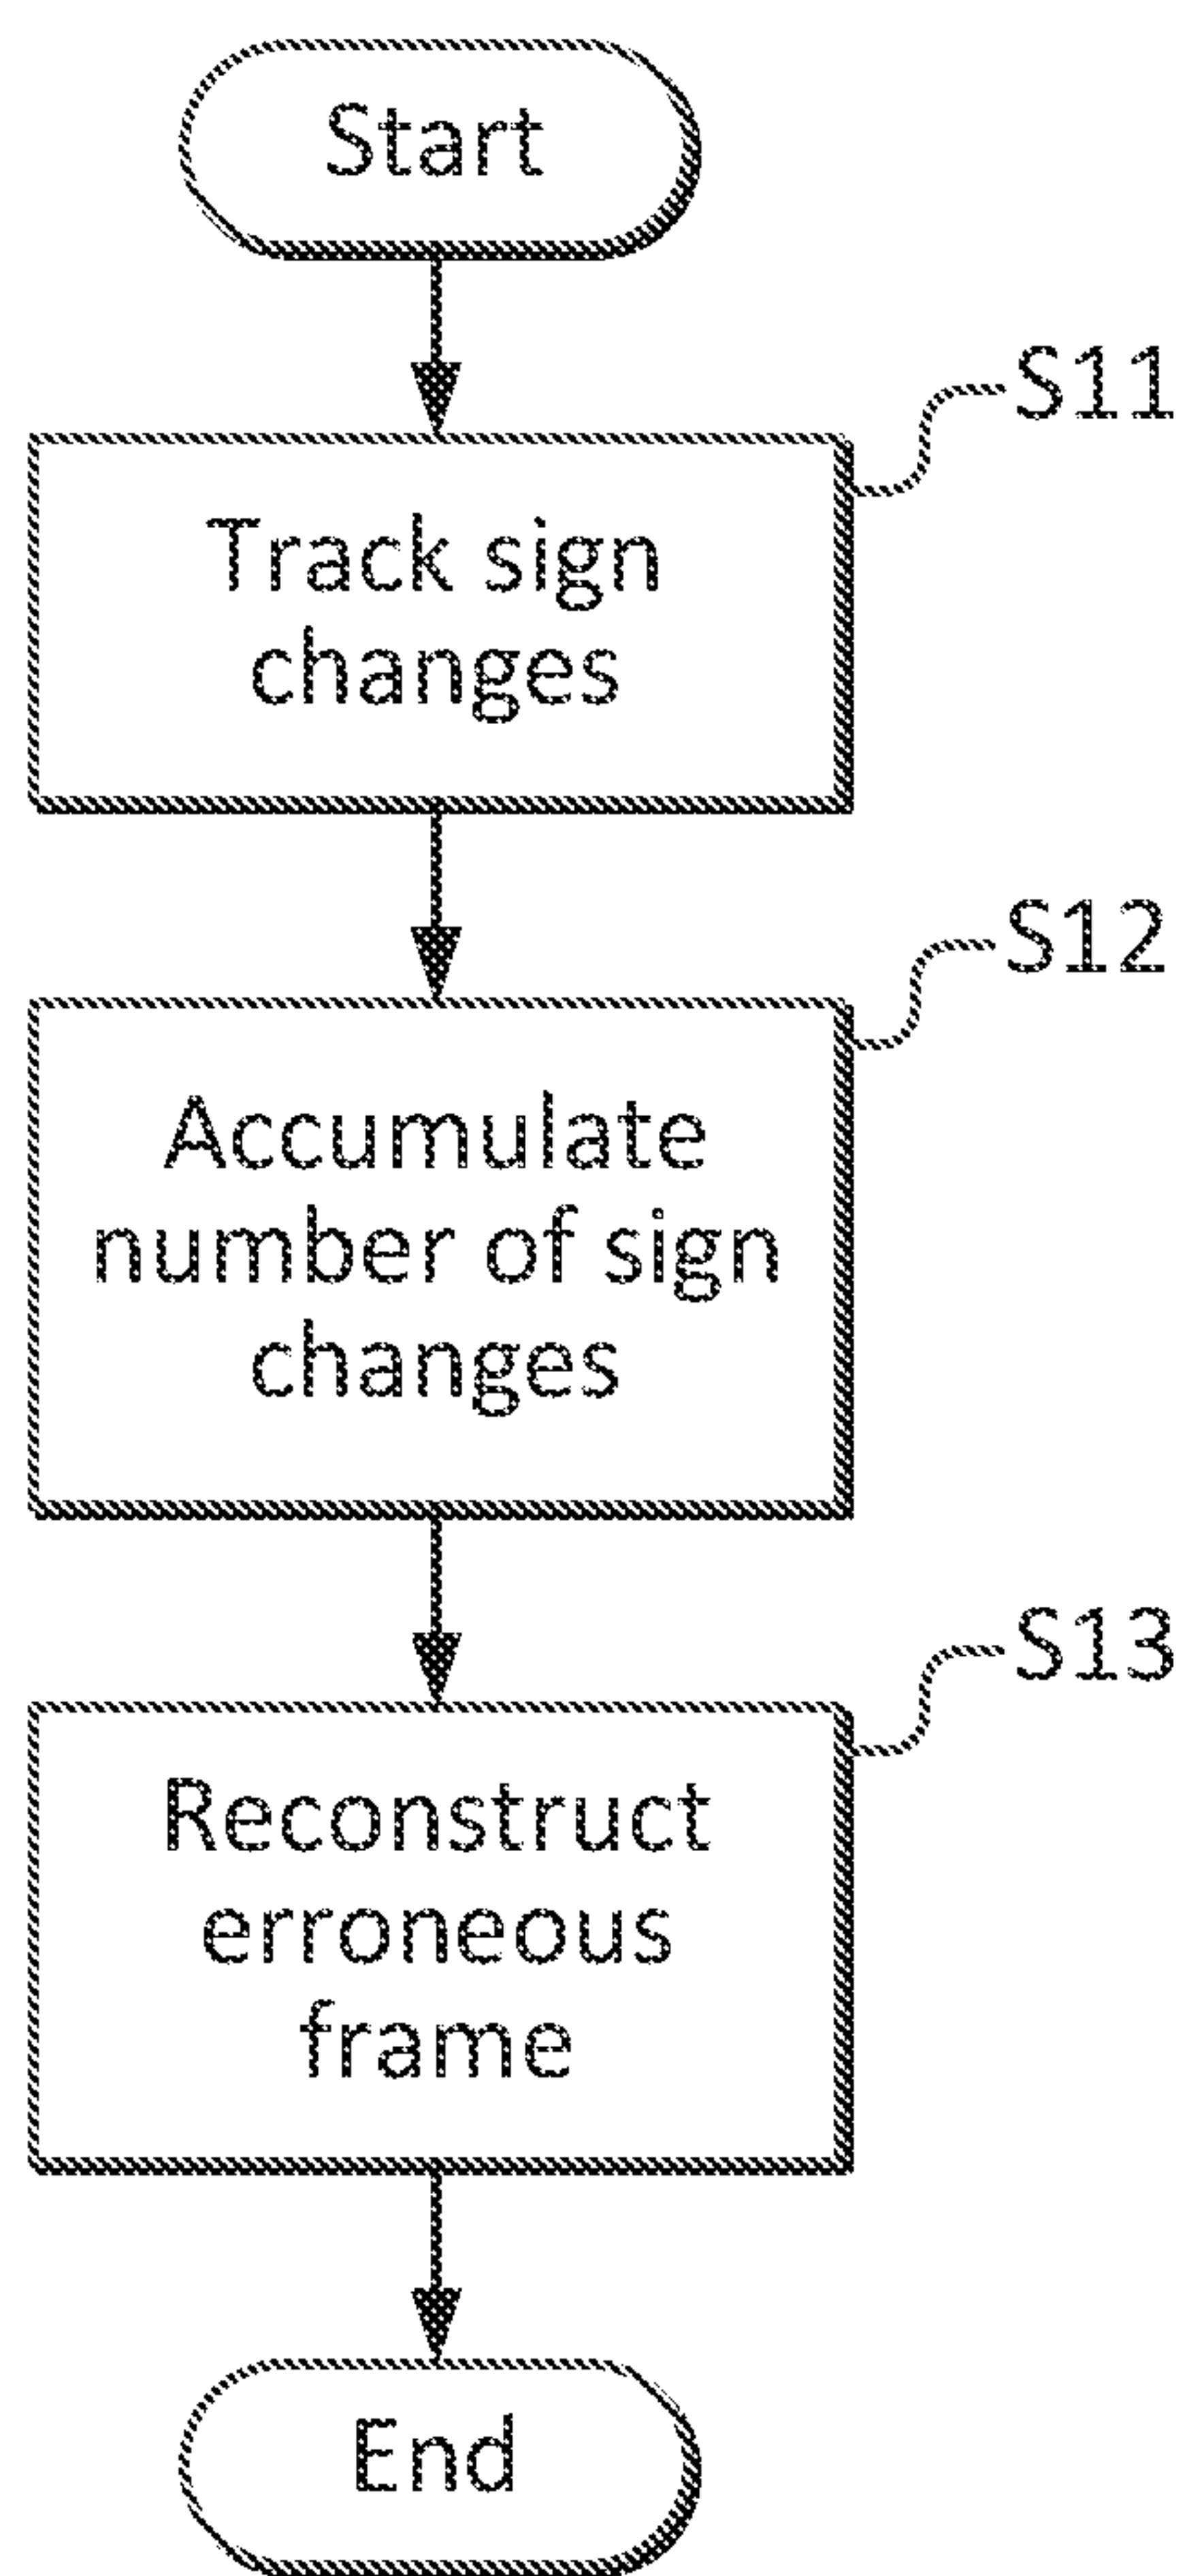 Start
S11
Track sign
changes
S12
Accumulate
number of sign
changes
S13
Reconstruct
erroneous
frame
End